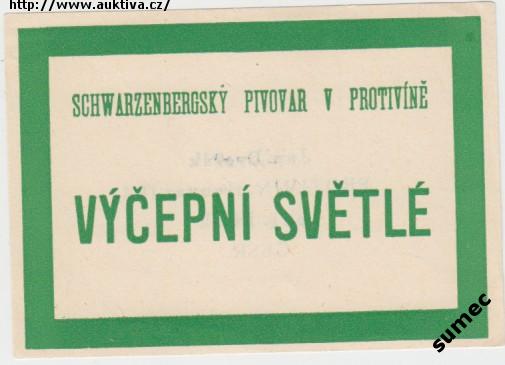 http://www.auktiva.cz/
SCHWARZENBERGSKÝ PIVOVAR V PROTIVÍNĚ
VÝČEPNÍ SVĚTLÉ
sumec